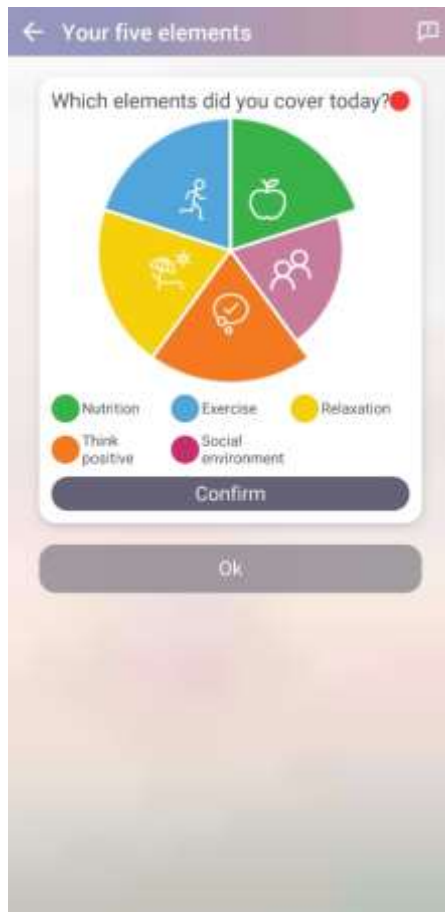 Your five elements
Which elements did you cover today?
Nutrition
Exercise
Relaxation
Think
positive
Social
environment
Confirm
Ok